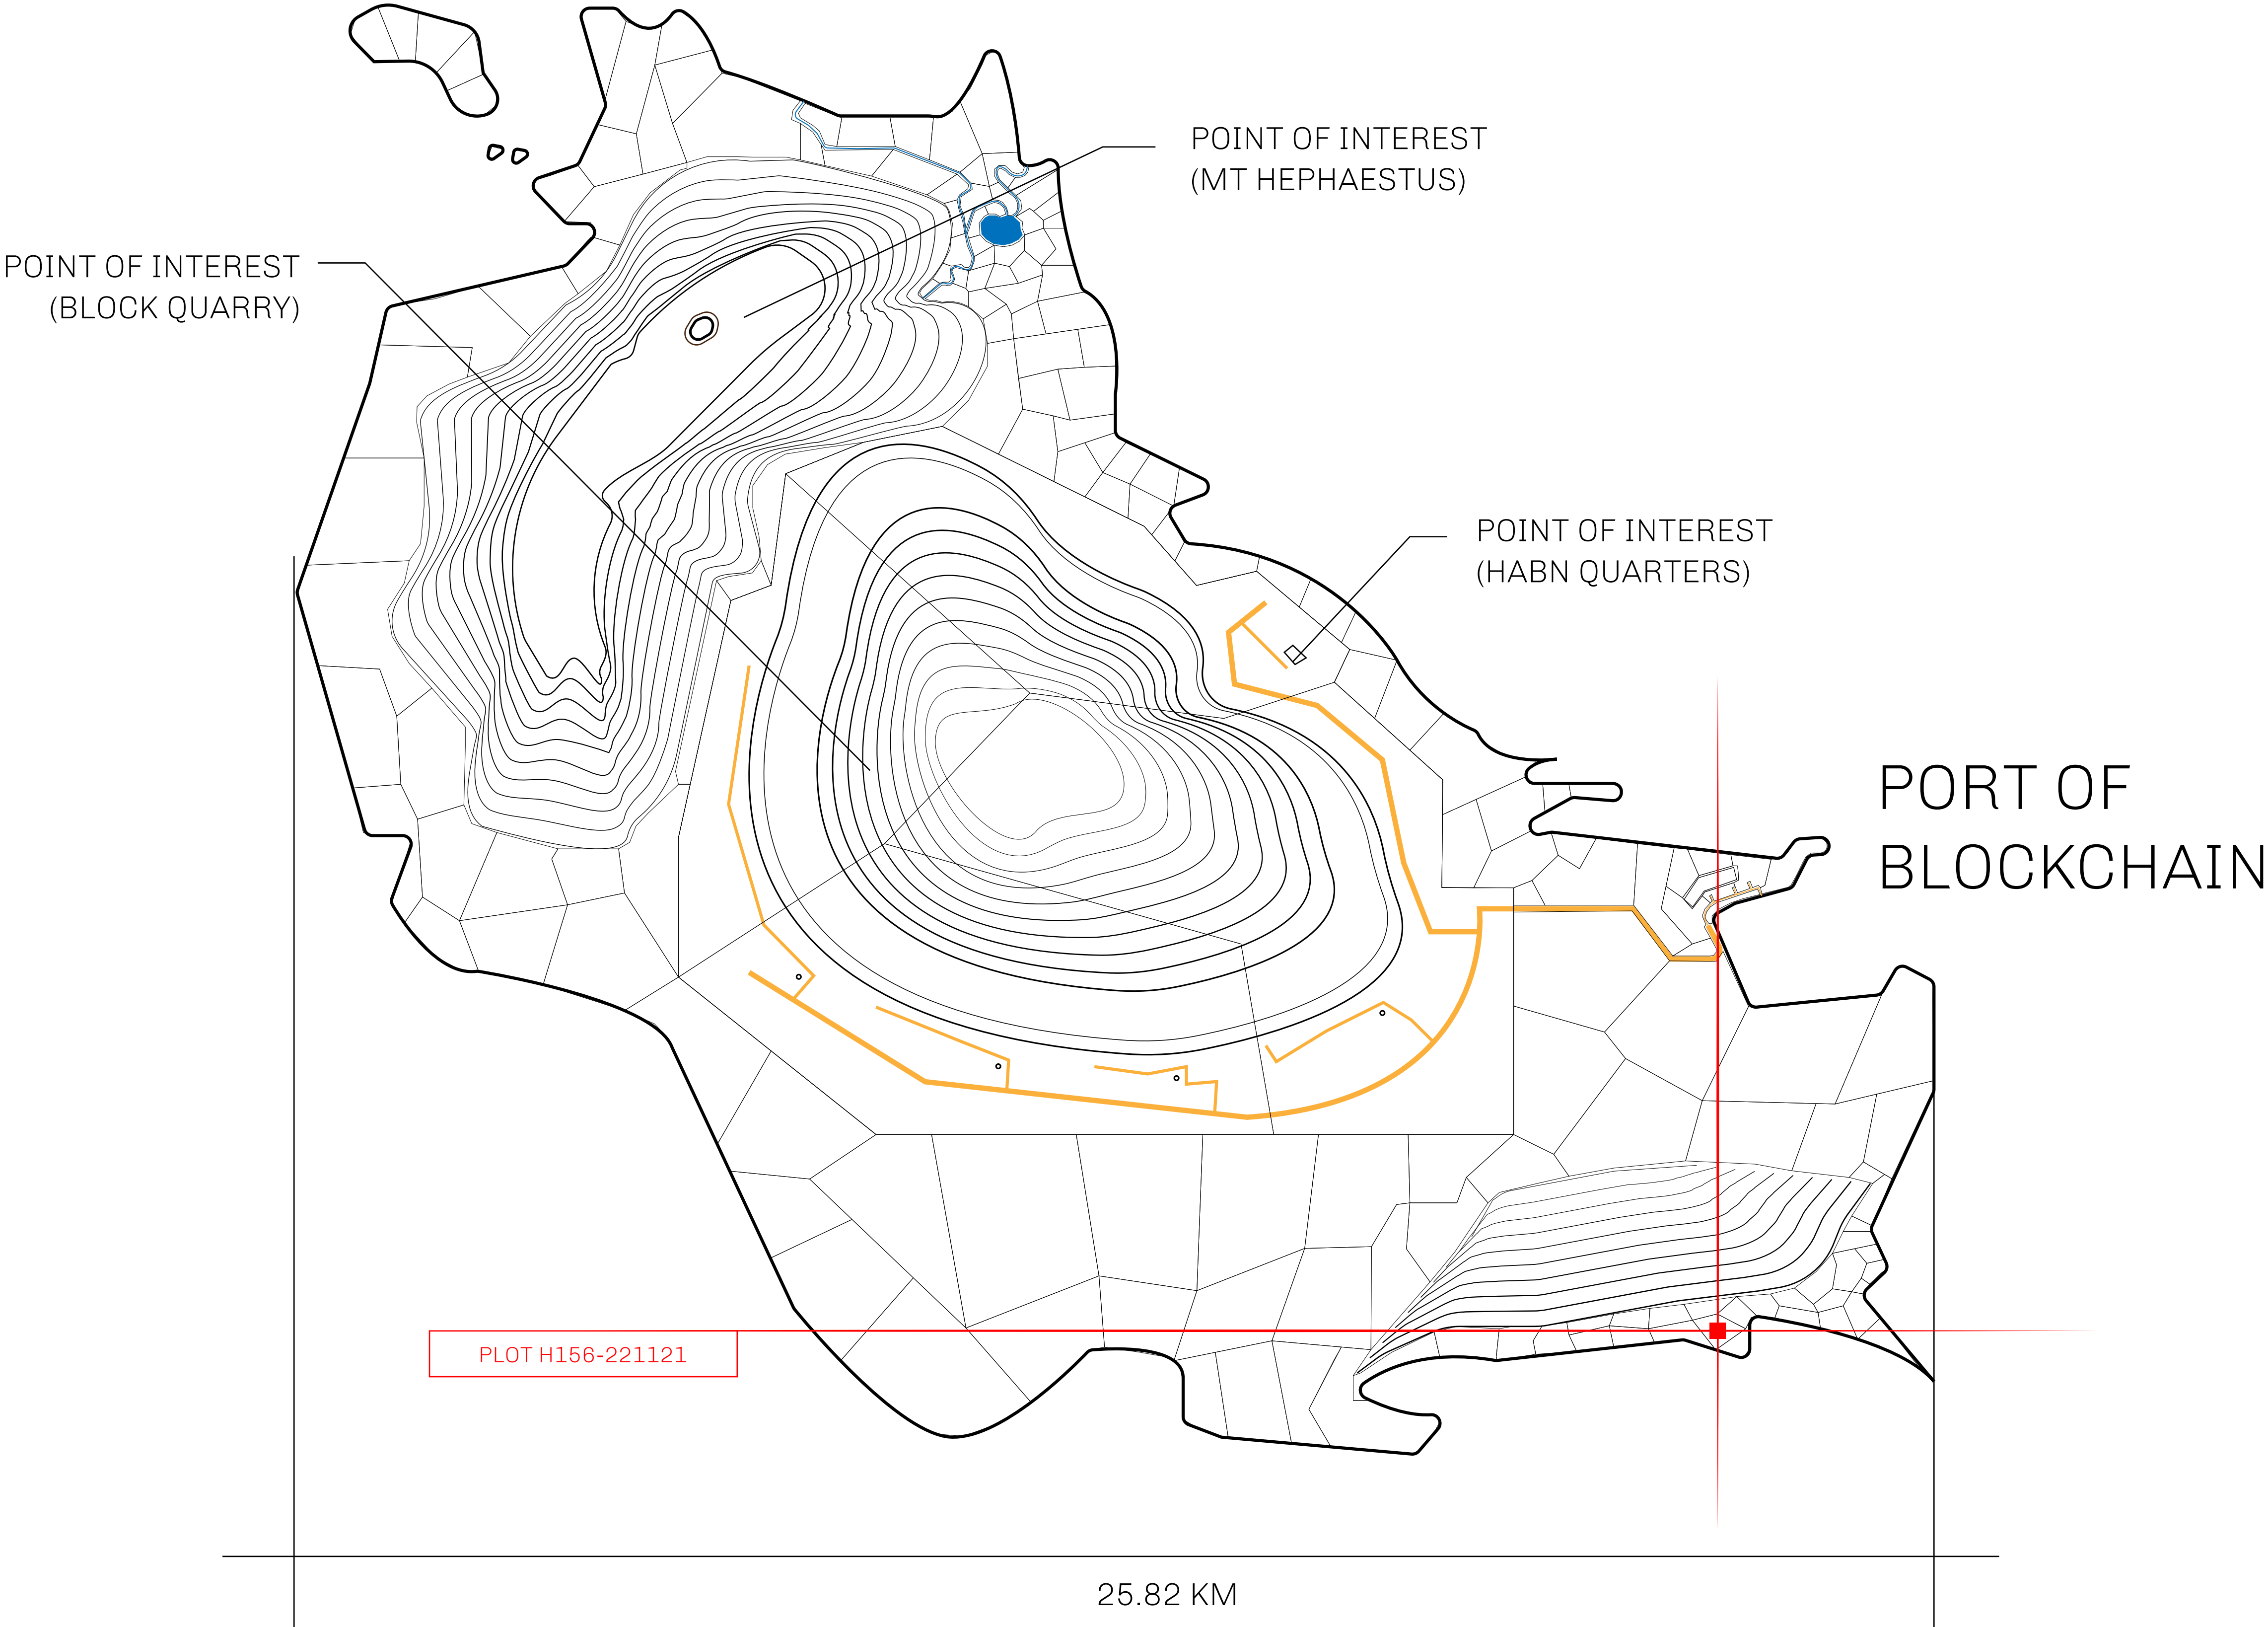 POINT OF INTEREST
(MT HEPHAESTUS)
POINT OF INTEREST
(BLOCK QUARRY)
POINT OF INTEREST
(HABN QUARTERS)
PORT OF
BLOCKCHAIN
PLOT H156-221121
25.82 KM